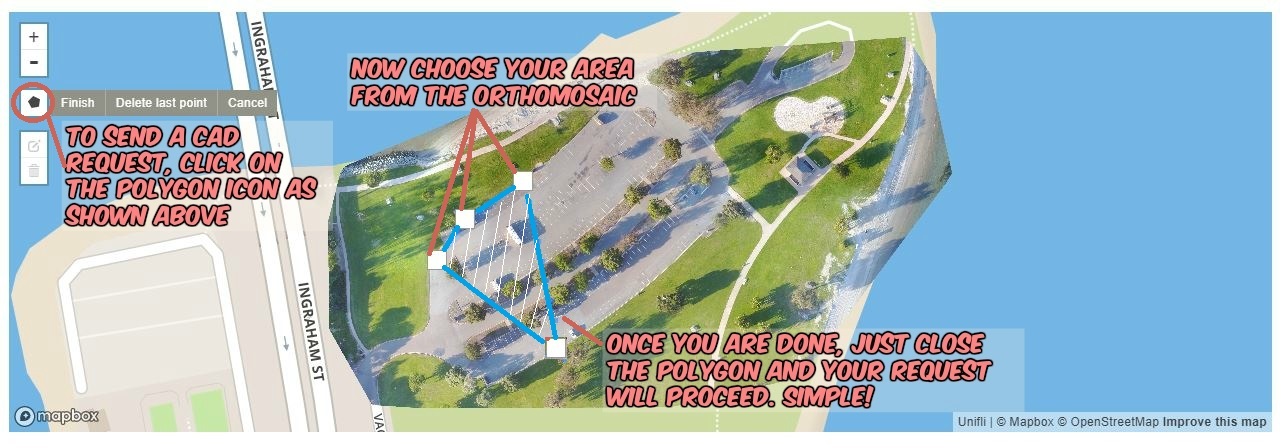 +
-
INGRAHAM ST
Finish
Delete last point
Cancel
NOW CHOOSE YOUR AREA
FROM THE ORTHOMOSAIC
TO SEND A CAD
REQUEST, CLICK ON
THE POLYGON ICON AS
SHOWN ABOVE
INGRAHAM ST
ONCE YOU ARE DONE, JUST CLOSE
THE POLYGON AND YOUR REQUEST
WILL PROCEED. SIMPLE!
VAC
mapbox
Unifli | © Mapbox © OpenStreetMap Improve this map